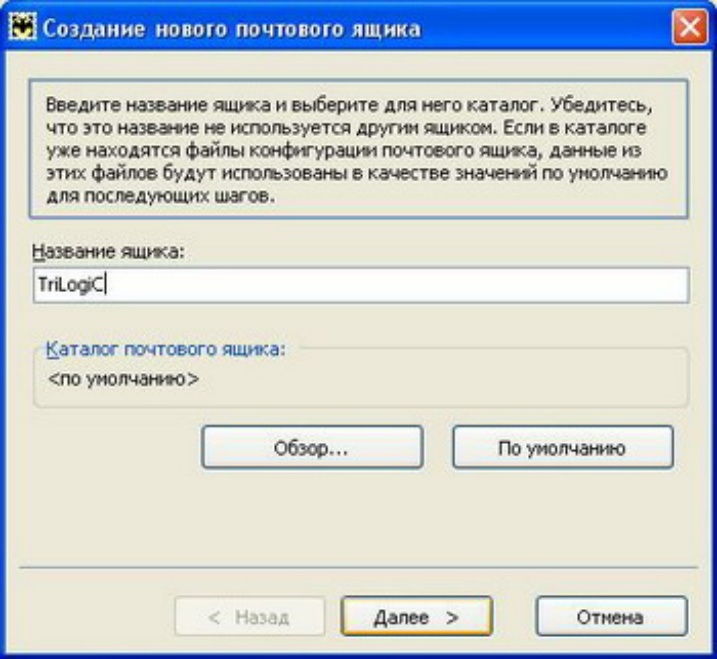 Создание нового почтового ящика
Введите название ящика и выберите для него каталог. Убедитесь,
что это название не используется другим ящиком. Если в каталоге
уже находятся файлы конфигурации почтового ящика, данные из
этих файлов будут использованы в качестве значений по умолчанию
для последующих шагов.
Название ящика:
TriLogiC
Каталог почтового ящика:
<по умолчанию>
Обзор... По умолчанию
< Назад Далее > Отмена